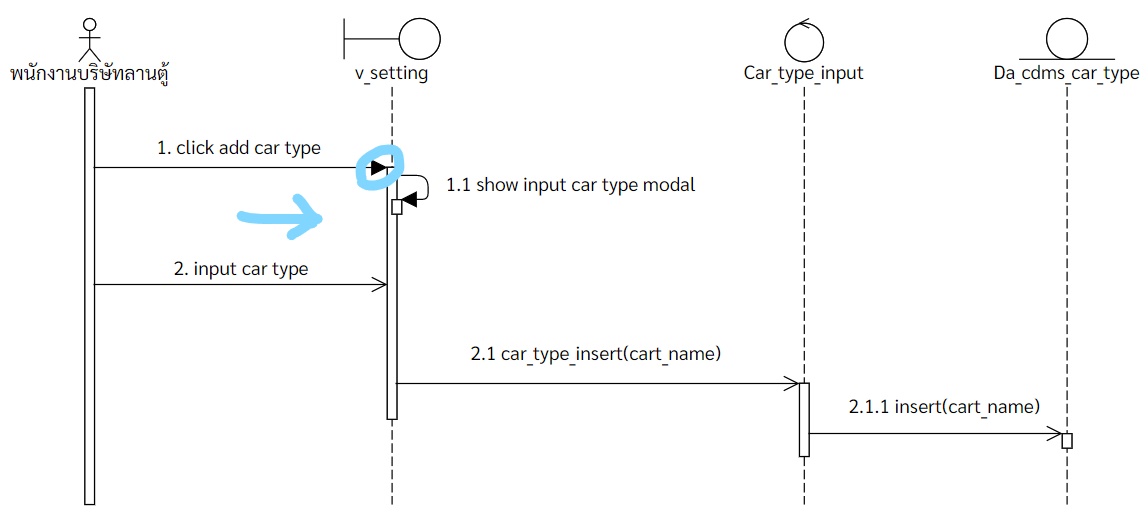 พนักงานบริษัทลานตู้
v_setting
Car_type_input
Da_cdms_car_type
1. click add car type
1.1 show input car type modal
2. input car type
2.1 car_type_insert(cart_name)
2.1.1 insert(cart_name)